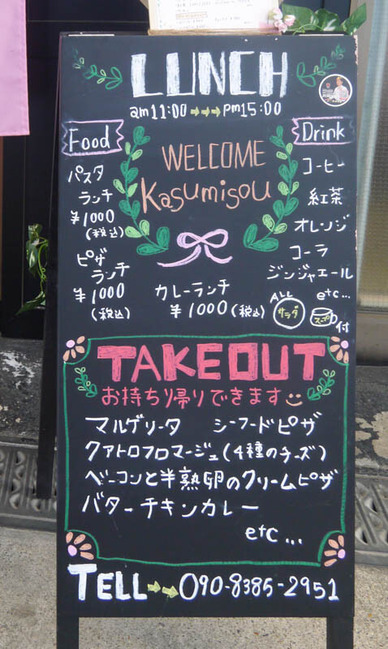 LUNCH
am 11:00 →→→ pm 15:00
Food
パスタ
ランチ
¥1000
(税込)
ピザ
ランチ
¥1000
(税込)
WELCOME
Kasumisou
カレーランチ
¥1000(税込)
Drink
コーヒー
紅茶
オレンジ
コーラ
ジンジャエール
etc...
ALL
サラダ
スープ
付
TAKEOUT
お持ち帰りできます
マルゲリータ シーフードピザ
クアトロフロマージュ(4種のチーズ)
ベーコンと半熟卵のクリームピザ
バターチキンカレー
etc...
TELL→→090-8385-2951